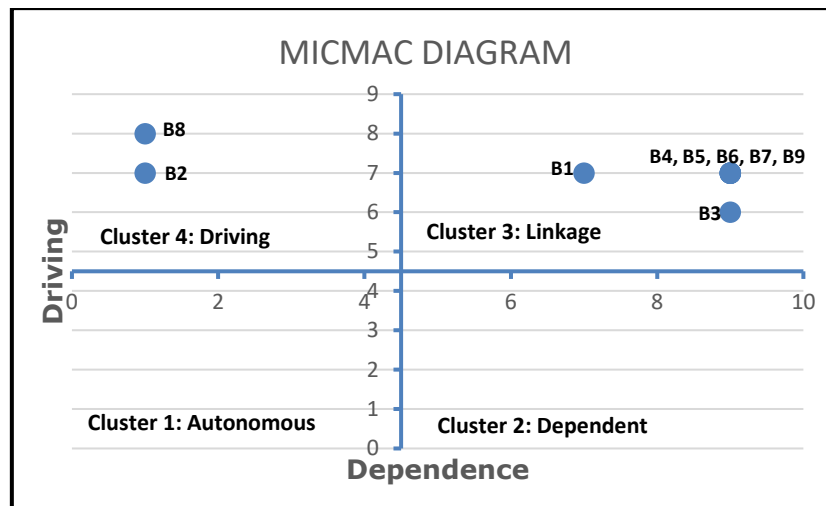 MICMAC DIAGRAM
9
8
7
6
5
4
3
2
1
0
0 2 4 6 8 10
B8
B2
B1
B4, B5, B6, B7, B9
B3
Cluster 4: Driving
Cluster 3: Linkage
Cluster 1: Autonomous
Cluster 2: Dependent
Driving
Dependence